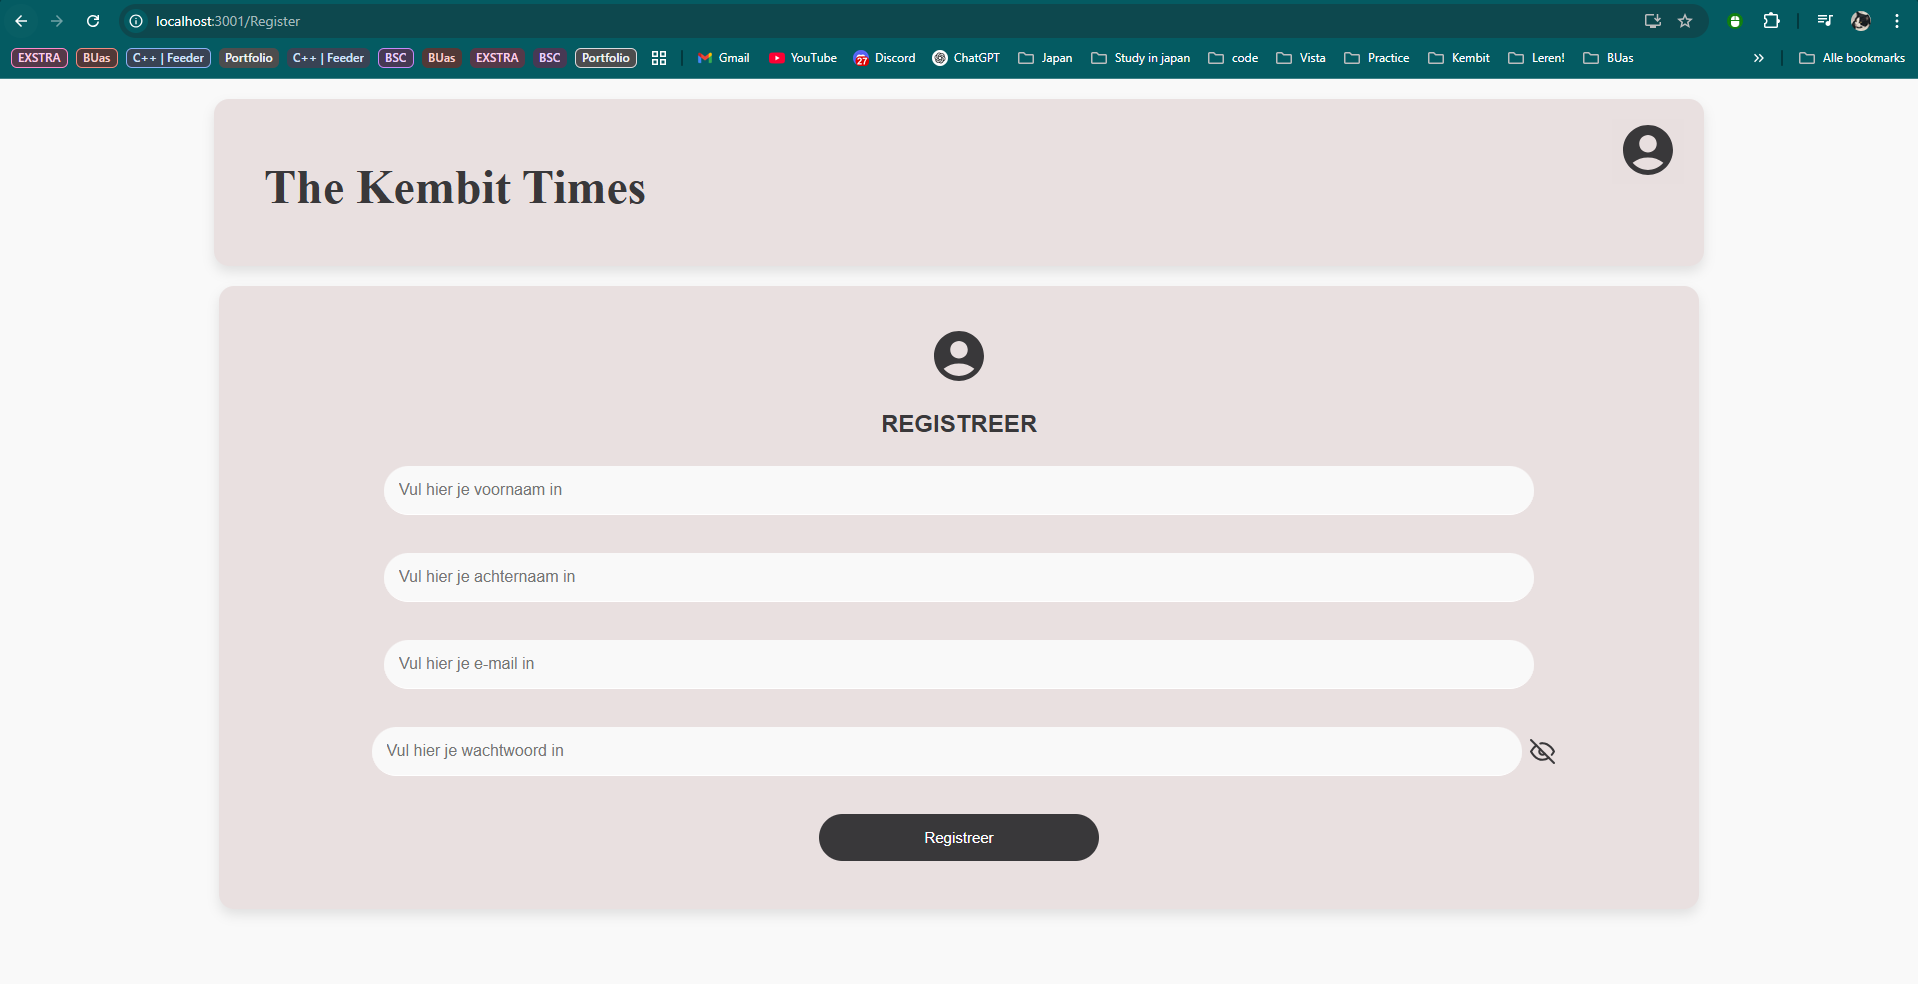 localhost:3001/Register
EXSTRA BUas C++ | Feeder Portfolio C++ | Feeder BSC BUas EXSTRA BSC Portfolio Gmail YouTube 27 Discord ChatGPT Japan Study in japan code Vista Practice Kembit Leren! BUas » Alle bookmarks
The Kembit Times
REGISTREER
Vul hier je voornaam in
Vul hier je achternaam in
Vul hier je e-mail in
Vul hier je wachtwoord in
Registreer